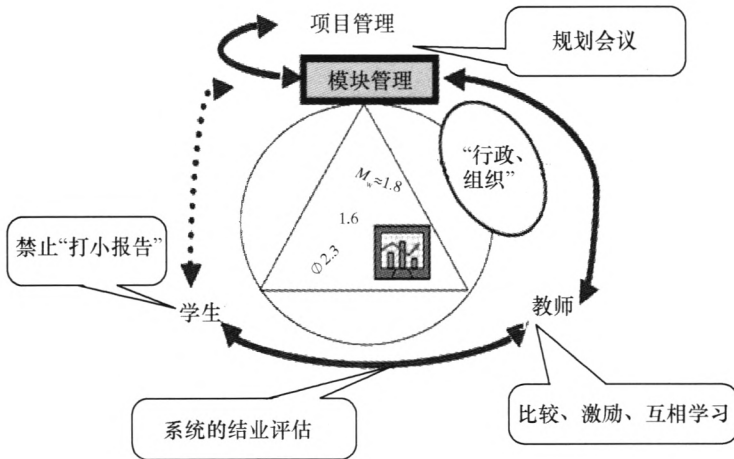 项目管理
规划会议
模块管理
“行政、
组织”
M_w=1.8
1.6
Φ2.3
禁止“打小报告”
学生
教师
系统的结业评估
比较、激励、互相学习